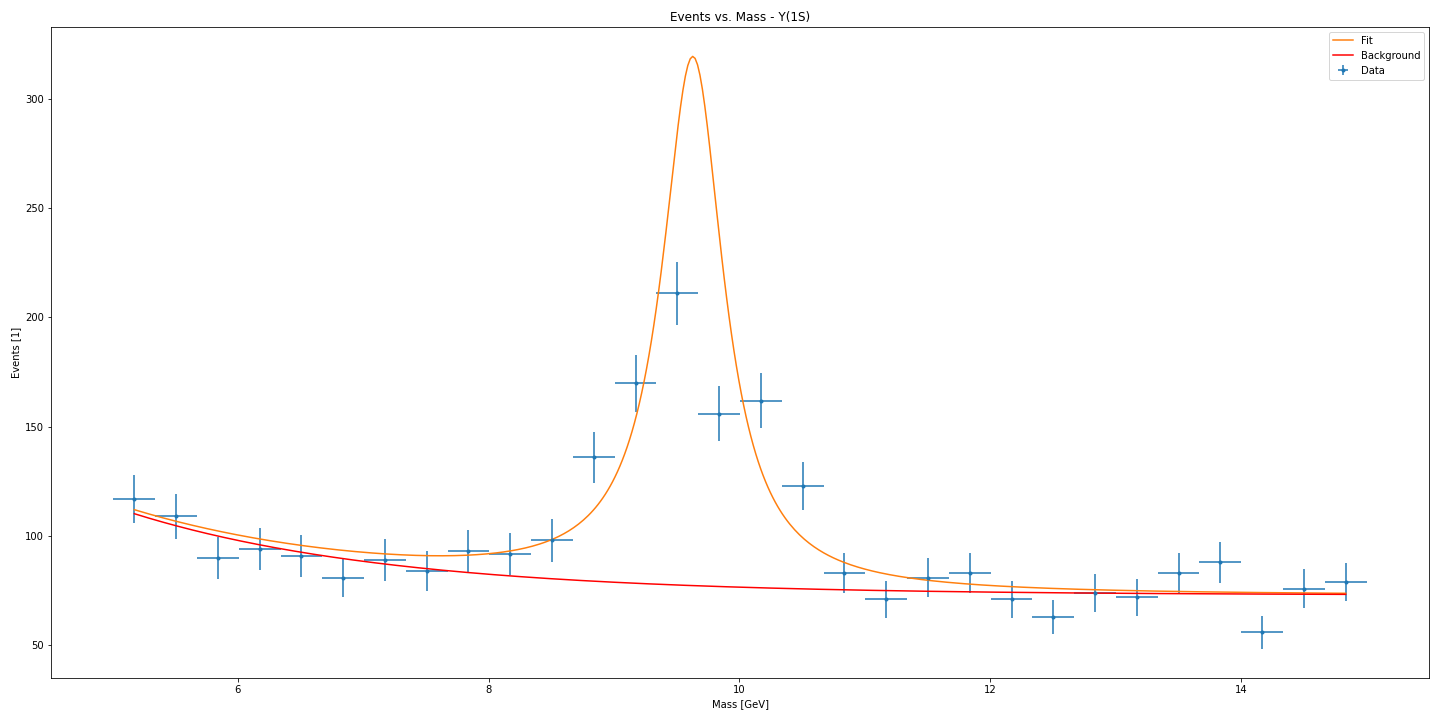 Events vs. Mass - Y(1S)
Fit
Background
Data
300
250
200
150
100
50
Events [1]
6
8
10
12
14
Mass [GeV]